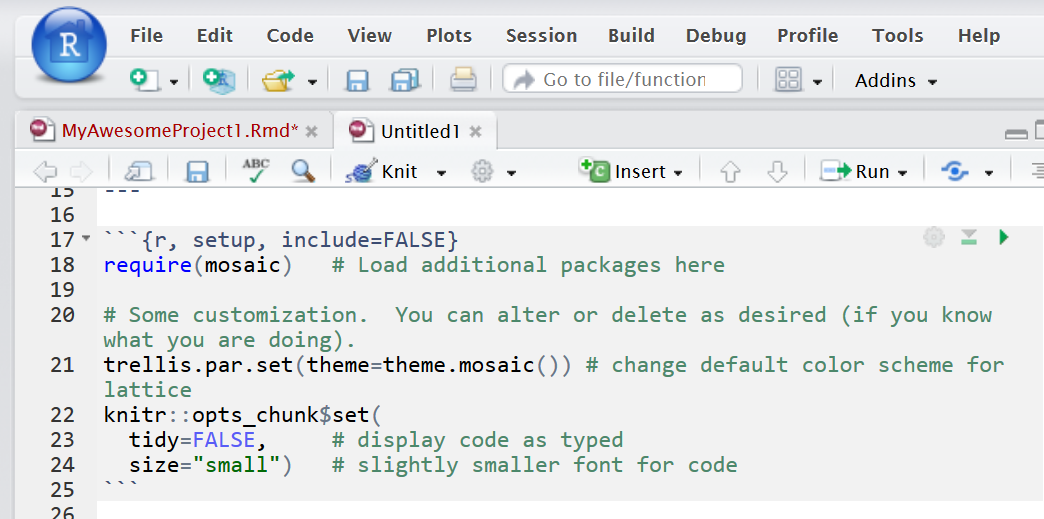 R File Edit Code View Plots Session Build Debug Profile Tools Help
Go to file/function Addins
MyAwesomeProject1.Rmd* Untitled1
ABC Knit C Insert Run
15 ---
16
17 ```{r, setup, include=FALSE}
18 require(mosaic)   # Load additional packages here
19
20 # Some customization.  You can alter or delete as desired (if you know
what you are doing).
21 trellis.par.set(theme=theme.mosaic()) # change default color scheme for
lattice
22 knitr::opts_chunk$set(
23   tidy=FALSE,     # display code as typed
24   size="small")   # slightly smaller font for code
25 ```
26